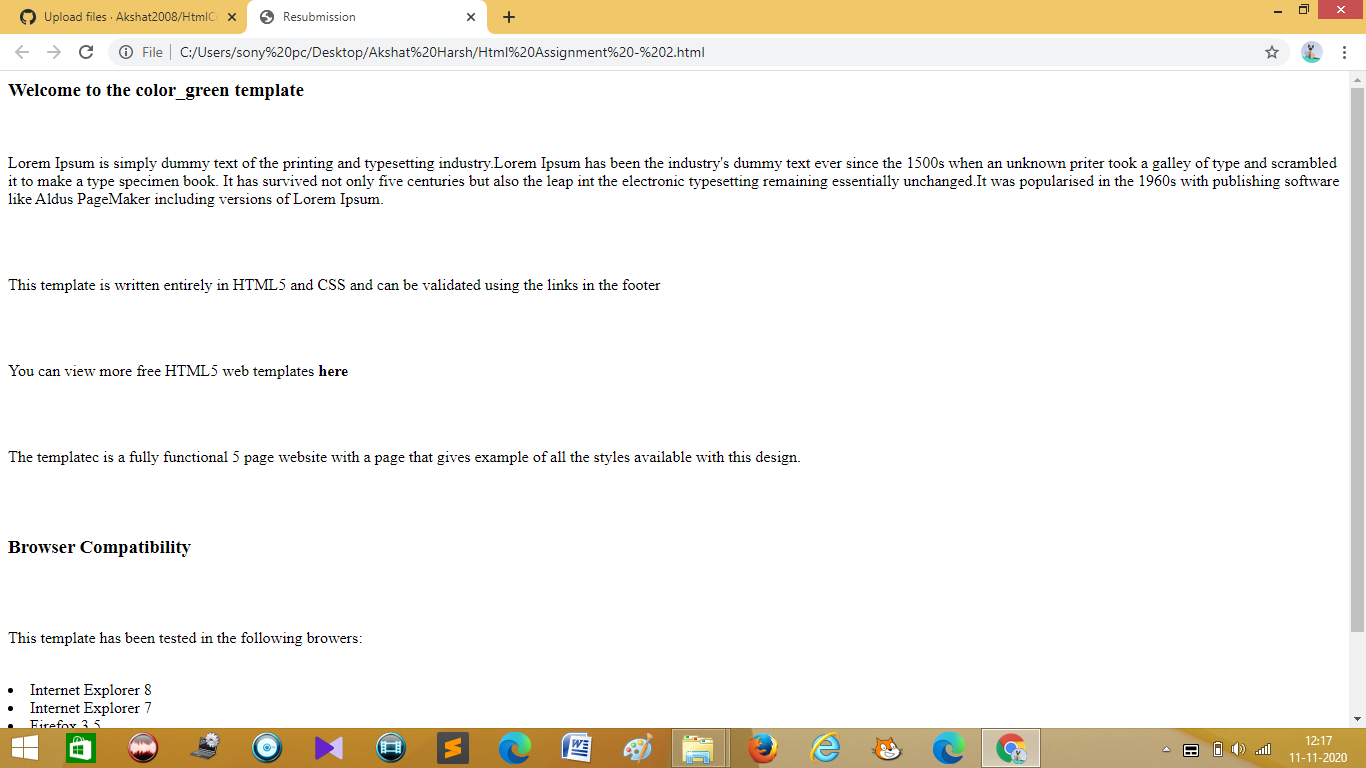 Upload files · Akshat2008/HtmlC
Resubmission
File
C:/Users/sony%20pc/Desktop/Akshat%20Harsh/Html%20Assignment%20-%202.html
Welcome to the color_green template
Lorem Ipsum is simply dummy text of the printing and typesetting industry.Lorem Ipsum has been the industry's dummy text ever since the 1500s when an unknown priter took a galley of type and scrambled
it to make a type specimen book. It has survived not only five centuries but also the leap int the electronic typesetting remaining essentially unchanged.It was popularised in the 1960s with publishing software
like Aldus PageMaker including versions of Lorem Ipsum.
This template is written entirely in HTML5 and CSS and can be validated using the links in the footer
You can view more free HTML5 web templates here
The templatec is a fully functional 5 page website with a page that gives example of all the styles available with this design.
Browser Compatibility
This template has been tested in the following browers:
Internet Explorer 8
Internet Explorer 7
Firefox 3.5
12:17
11-11-2020